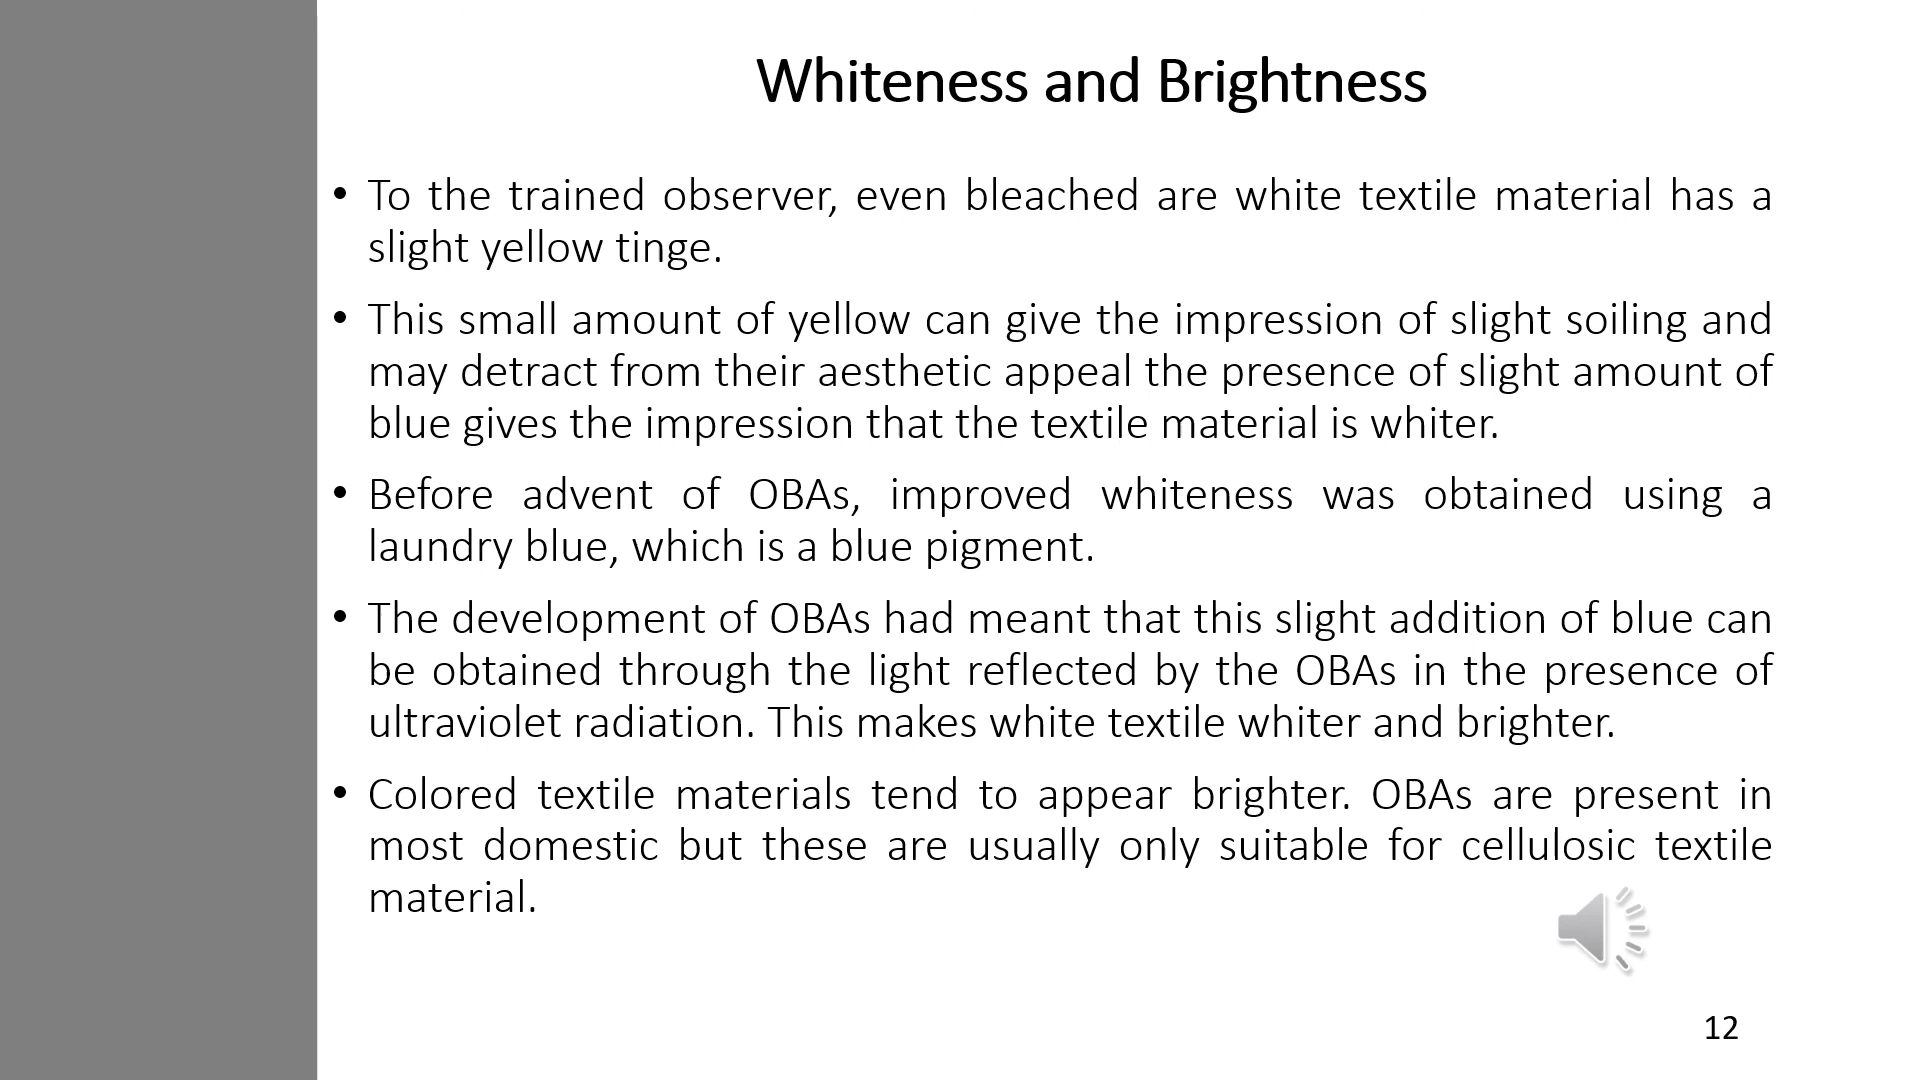 Whiteness and Brightness
• To the trained observer, even bleached are white textile material has a
slight yellow tinge.
• This small amount of yellow can give the impression of slight soiling and
may detract from their aesthetic appeal the presence of slight amount of
blue gives the impression that the textile material is whiter.
• Before advent of OBAs, improved whiteness was obtained using a
laundry blue, which is a blue pigment.
• The development of OBAs had meant that this slight addition of blue can
be obtained through the light reflected by the OBAs in the presence of
ultraviolet radiation. This makes white textile whiter and brighter.
• Colored textile materials tend to appear brighter. OBAs are present in
most domestic but these are usually only suitable for cellulosic textile
material.
12